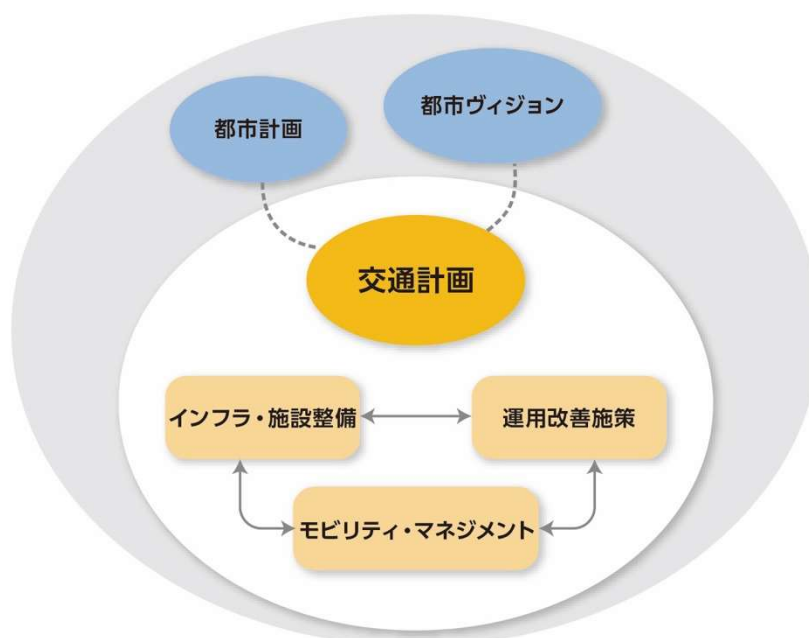 都市計画
都市ヴィジョン
交通計画
インフラ・施設整備
運用改善施策
モビリティ・マネジメント